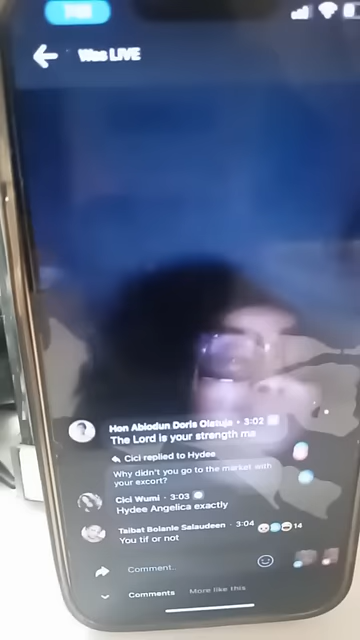 Was LIVE
Hon Abiodun Doris Olatuja • 3:02
The Lord is your strength ma
Cici replied to Hydee
Why didn't you go to the market with
your excort?
Cici Wumi · 3:03
Hydee Angelica exactly
Taibat Bolanle Salaudeen · 3:04
14
You tif or not
Comment..
Comments More like this